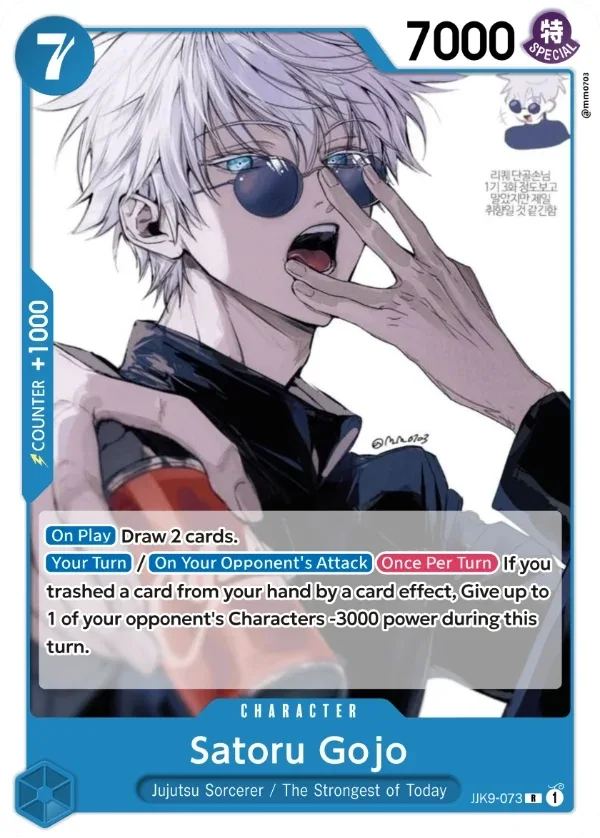 7
7000
特
SPECIAL
@mm0703
리퀘 단골손님
1기 3화 정도보고
말았지만 제일
취향일 것 같긴함
COUNTER +1000
@mm0703
On Play Draw 2 cards.
Your Turn / On Your Opponent's Attack Once Per Turn If you
trashed a card from your hand by a card effect, Give up to
1 of your opponent's Characters -3000 power during this
turn.
CHARACTER
Satoru Gojo
Jujutsu Sorcerer / The Strongest of Today
JJK9-073 R 1